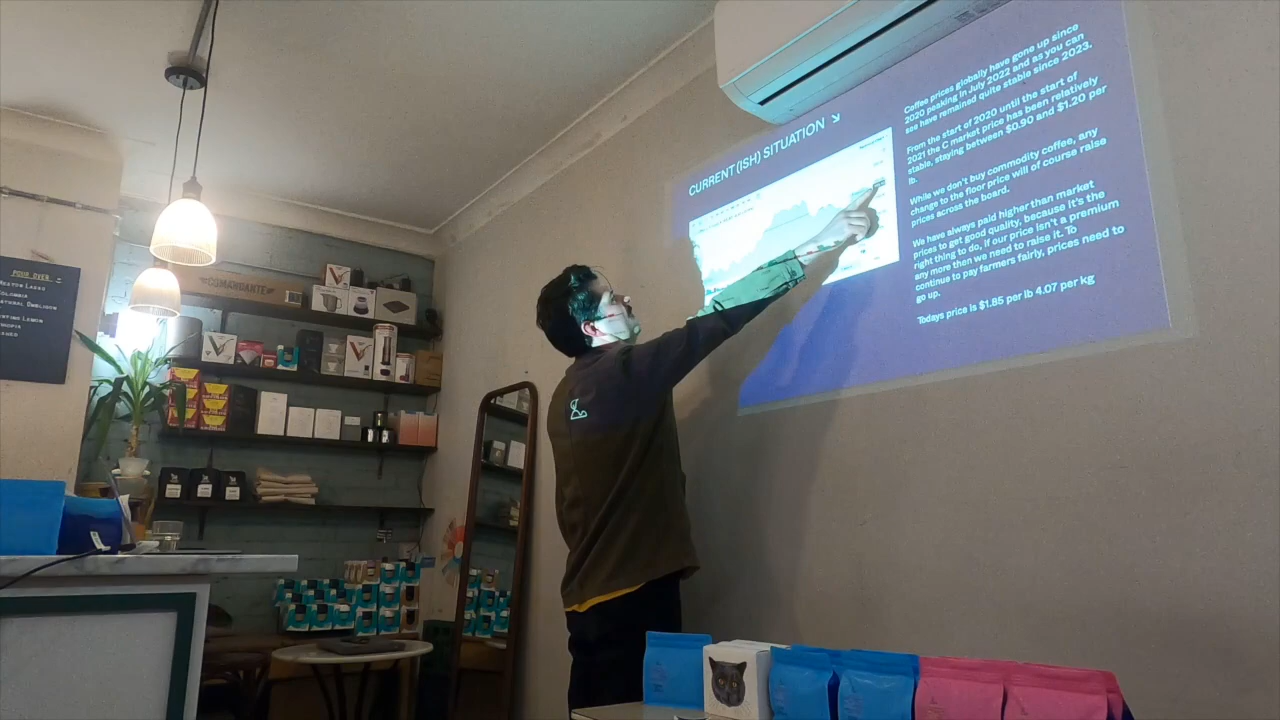 CURRENT (ISH) SITUATION ↘
Coffee prices globally have gone up since
2020 peaking in July 2022 and as you can
see have remained quite stable since 2023.
From the start of 2020 until the start of
2021 the C market price has been relatively
stable, staying between $0.90 and $1.20 per
lb.
While we don't buy commodity coffee, any
change to the floor price will of course raise
prices across the board.
We have always paid higher than market
prices to get good quality, because it's the
right thing to do, if our price isn't a premium
any more then we need to raise it. To
continue to pay farmers fairly, prices need to
go up.
Todays price is $1.85 per lb 4.07 per kg
POUR OVER
COMANDANTE